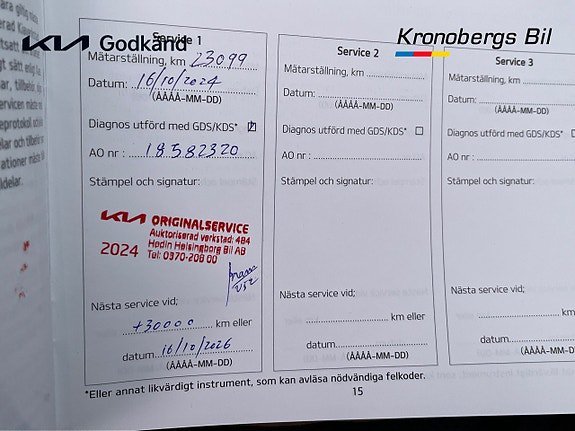 KIA Godkänd
Kronobergs Bil
Service 1
Mätarställning, km 23099
Datum: 16/10/2024
(ÅÅÅÅ-MM-DD)
Diagnos utförd med GDS/KDS*
AO nr : 18582320
Stämpel och signatur:
KIA ORIGINALSERVICE
Auktoriserad verkstad: 484
Hedin Helsingborg Bil AB
2024 Tel: 0370-208 00
Nästa service vid;
+30000 km eller
datum 16/10/2026
(ÅÅÅÅ-MM-DD)
Service 2
Mätarställning, km
Datum:
(ÅÅÅÅ-MM-DD)
Diagnos utförd med GDS/KDS*
AO nr :
Stämpel och signatur:
Nästa service vid;
km eller
datum
(ÅÅÅÅ-MM-DD)
Service 3
Mätarställning, km
Datum:
(ÅÅÅÅ-MM-DD)
Diagnos utförd med GDS/KDS
AO nr :
Stämpel och signatur:
Nästa service vid;
km
datum
(ÅÅÅÅ-MM-DD)
*Eller annat likvärdigt instrument, som kan avläsa nödvändiga felkoder.
15